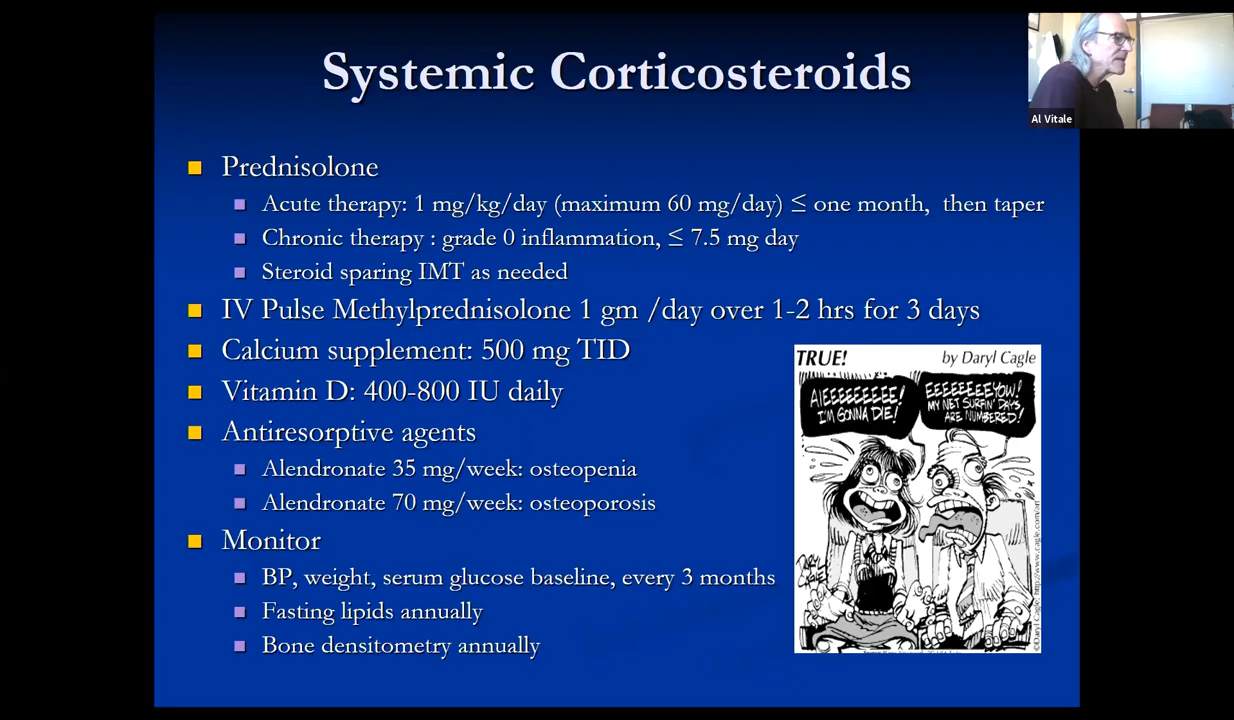 Systemic Corticosteroids
Al Vitale
Prednisolone
Acute therapy: 1 mg/kg/day (maximum 60 mg/day) ≤ one month, then taper
Chronic therapy : grade 0 inflammation, ≤ 7.5 mg day
Steroid sparing IMT as needed
IV Pulse Methylprednisolone 1 gm /day over 1-2 hrs for 3 days
Calcium supplement: 500 mg TID
Vitamin D: 400-800 IU daily
Antiresorptive agents
Alendronate 35 mg/week: osteopenia
Alendronate 70 mg/week: osteoporosis
Monitor
BP, weight, serum glucose baseline, every 3 months
Fasting lipids annually
Bone densitometry annually
TRUE! by Daryl Cagle
AIEEEEEEEEE!
I'M GONNA DIE!
EEEEEEEEYOW!
MY NET SURFIN' DAYS
ARE NUMBERED!
DARYL
CAGLE